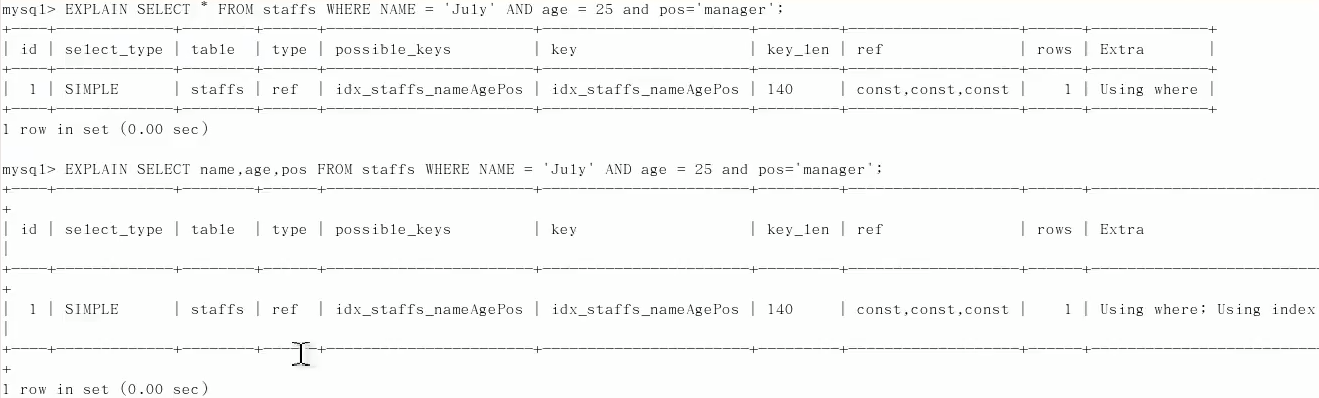 mysql> EXPLAIN SELECT * FROM staffs WHERE NAME = 'July' AND age = 25 and pos='manager';
+----+-------------+--------+------+-----------------------+-----------------------+---------+-------------------+------+-------------+
| id | select_type | table | type | possible_keys | key | key_len | ref | rows | Extra |
+----+-------------+--------+------+-----------------------+-----------------------+---------+-------------------+------+-------------+
| 1 | SIMPLE | staffs | ref | idx_staffs_nameAgePos | idx_staffs_nameAgePos | 140 | const,const,const | 1 | Using where |
+----+-------------+--------+------+-----------------------+-----------------------+---------+-------------------+------+-------------+
1 row in set (0.00 sec)
mysql> EXPLAIN SELECT name,age,pos FROM staffs WHERE NAME = 'July' AND age = 25 and pos='manager';
+----+-------------+--------+------+-----------------------+-----------------------+---------+-------------------+------+--------------------------
+
| id | select_type | table | type | possible_keys | key | key_len | ref | rows | Extra
|
+----+-------------+--------+------+-----------------------+-----------------------+---------+-------------------+------+--------------------------
+
| 1 | SIMPLE | staffs | ref | idx_staffs_nameAgePos | idx_staffs_nameAgePos | 140 | const,const,const | 1 | Using where; Using index
|
+----+-------------+--------+------+-----------------------+-----------------------+---------+-------------------+------+--------------------------
+
1 row in set (0.00 sec)